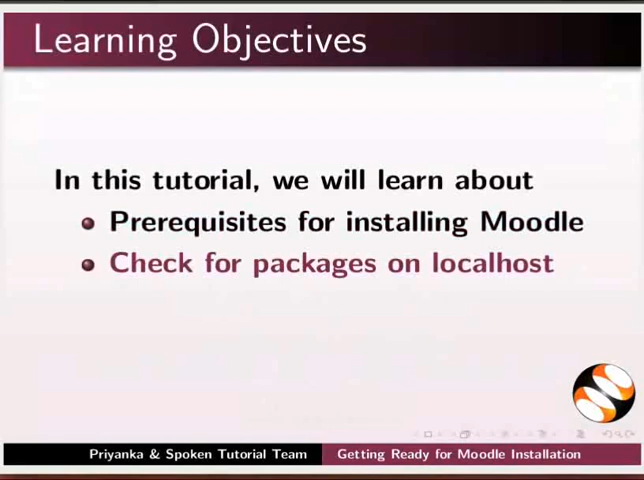 Learning Objectives
In this tutorial, we will learn about
Prerequisites for installing Moodle
Check for packages on localhost
Priyanka & Spoken Tutorial Team
Getting Ready for Moodle Installation